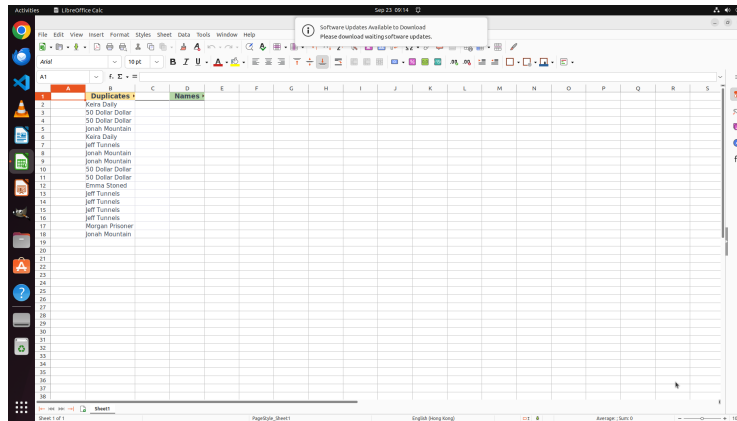 Activities LibreOffice Calc Sep 23 09:14
Software Updates Available to Download
Please download waiting software updates.
File Edit View Insert Format Styles Sheet Data Tools Window Help
Arial 10 pt
A1
A B C D E F G H I J K L M N O P Q R S
1 Duplicates Names
2 Keira Daily
3 50 Dollar Dollar
4 50 Dollar Dollar
5 Jonah Mountain
6 Keira Daily
7 Jeff Tunnels
8 Jonah Mountain
9 Jonah Mountain
10 50 Dollar Dollar
11 50 Dollar Dollar
12 Emma Stoned
13 Jeff Tunnels
14 Jeff Tunnels
15 Jeff Tunnels
16 Jeff Tunnels
17 Morgan Prisoner
18 Jonah Mountain
19
20
21
22
23
24
25
26
27
28
29
30
31
32
33
34
35
36
37
38
Sheet1
Sheet 1 of 1 PageStyle_Sheet1 English (Hong Kong) Average: ; Sum: 0